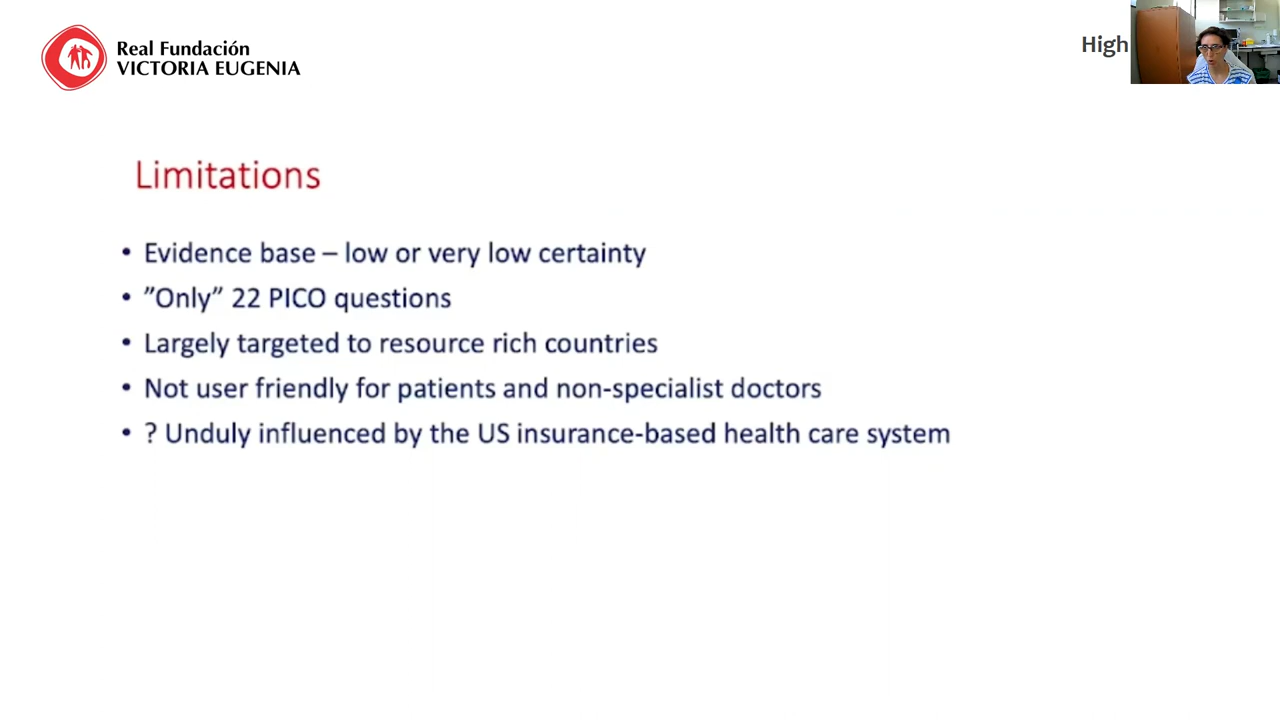 Real Fundación
VICTORIA EUGENIA
High
Limitations
• Evidence base – low or very low certainty
• ”Only” 22 PICO questions
• Largely targeted to resource rich countries
• Not user friendly for patients and non-specialist doctors
• ? Unduly influenced by the US insurance-based health care system